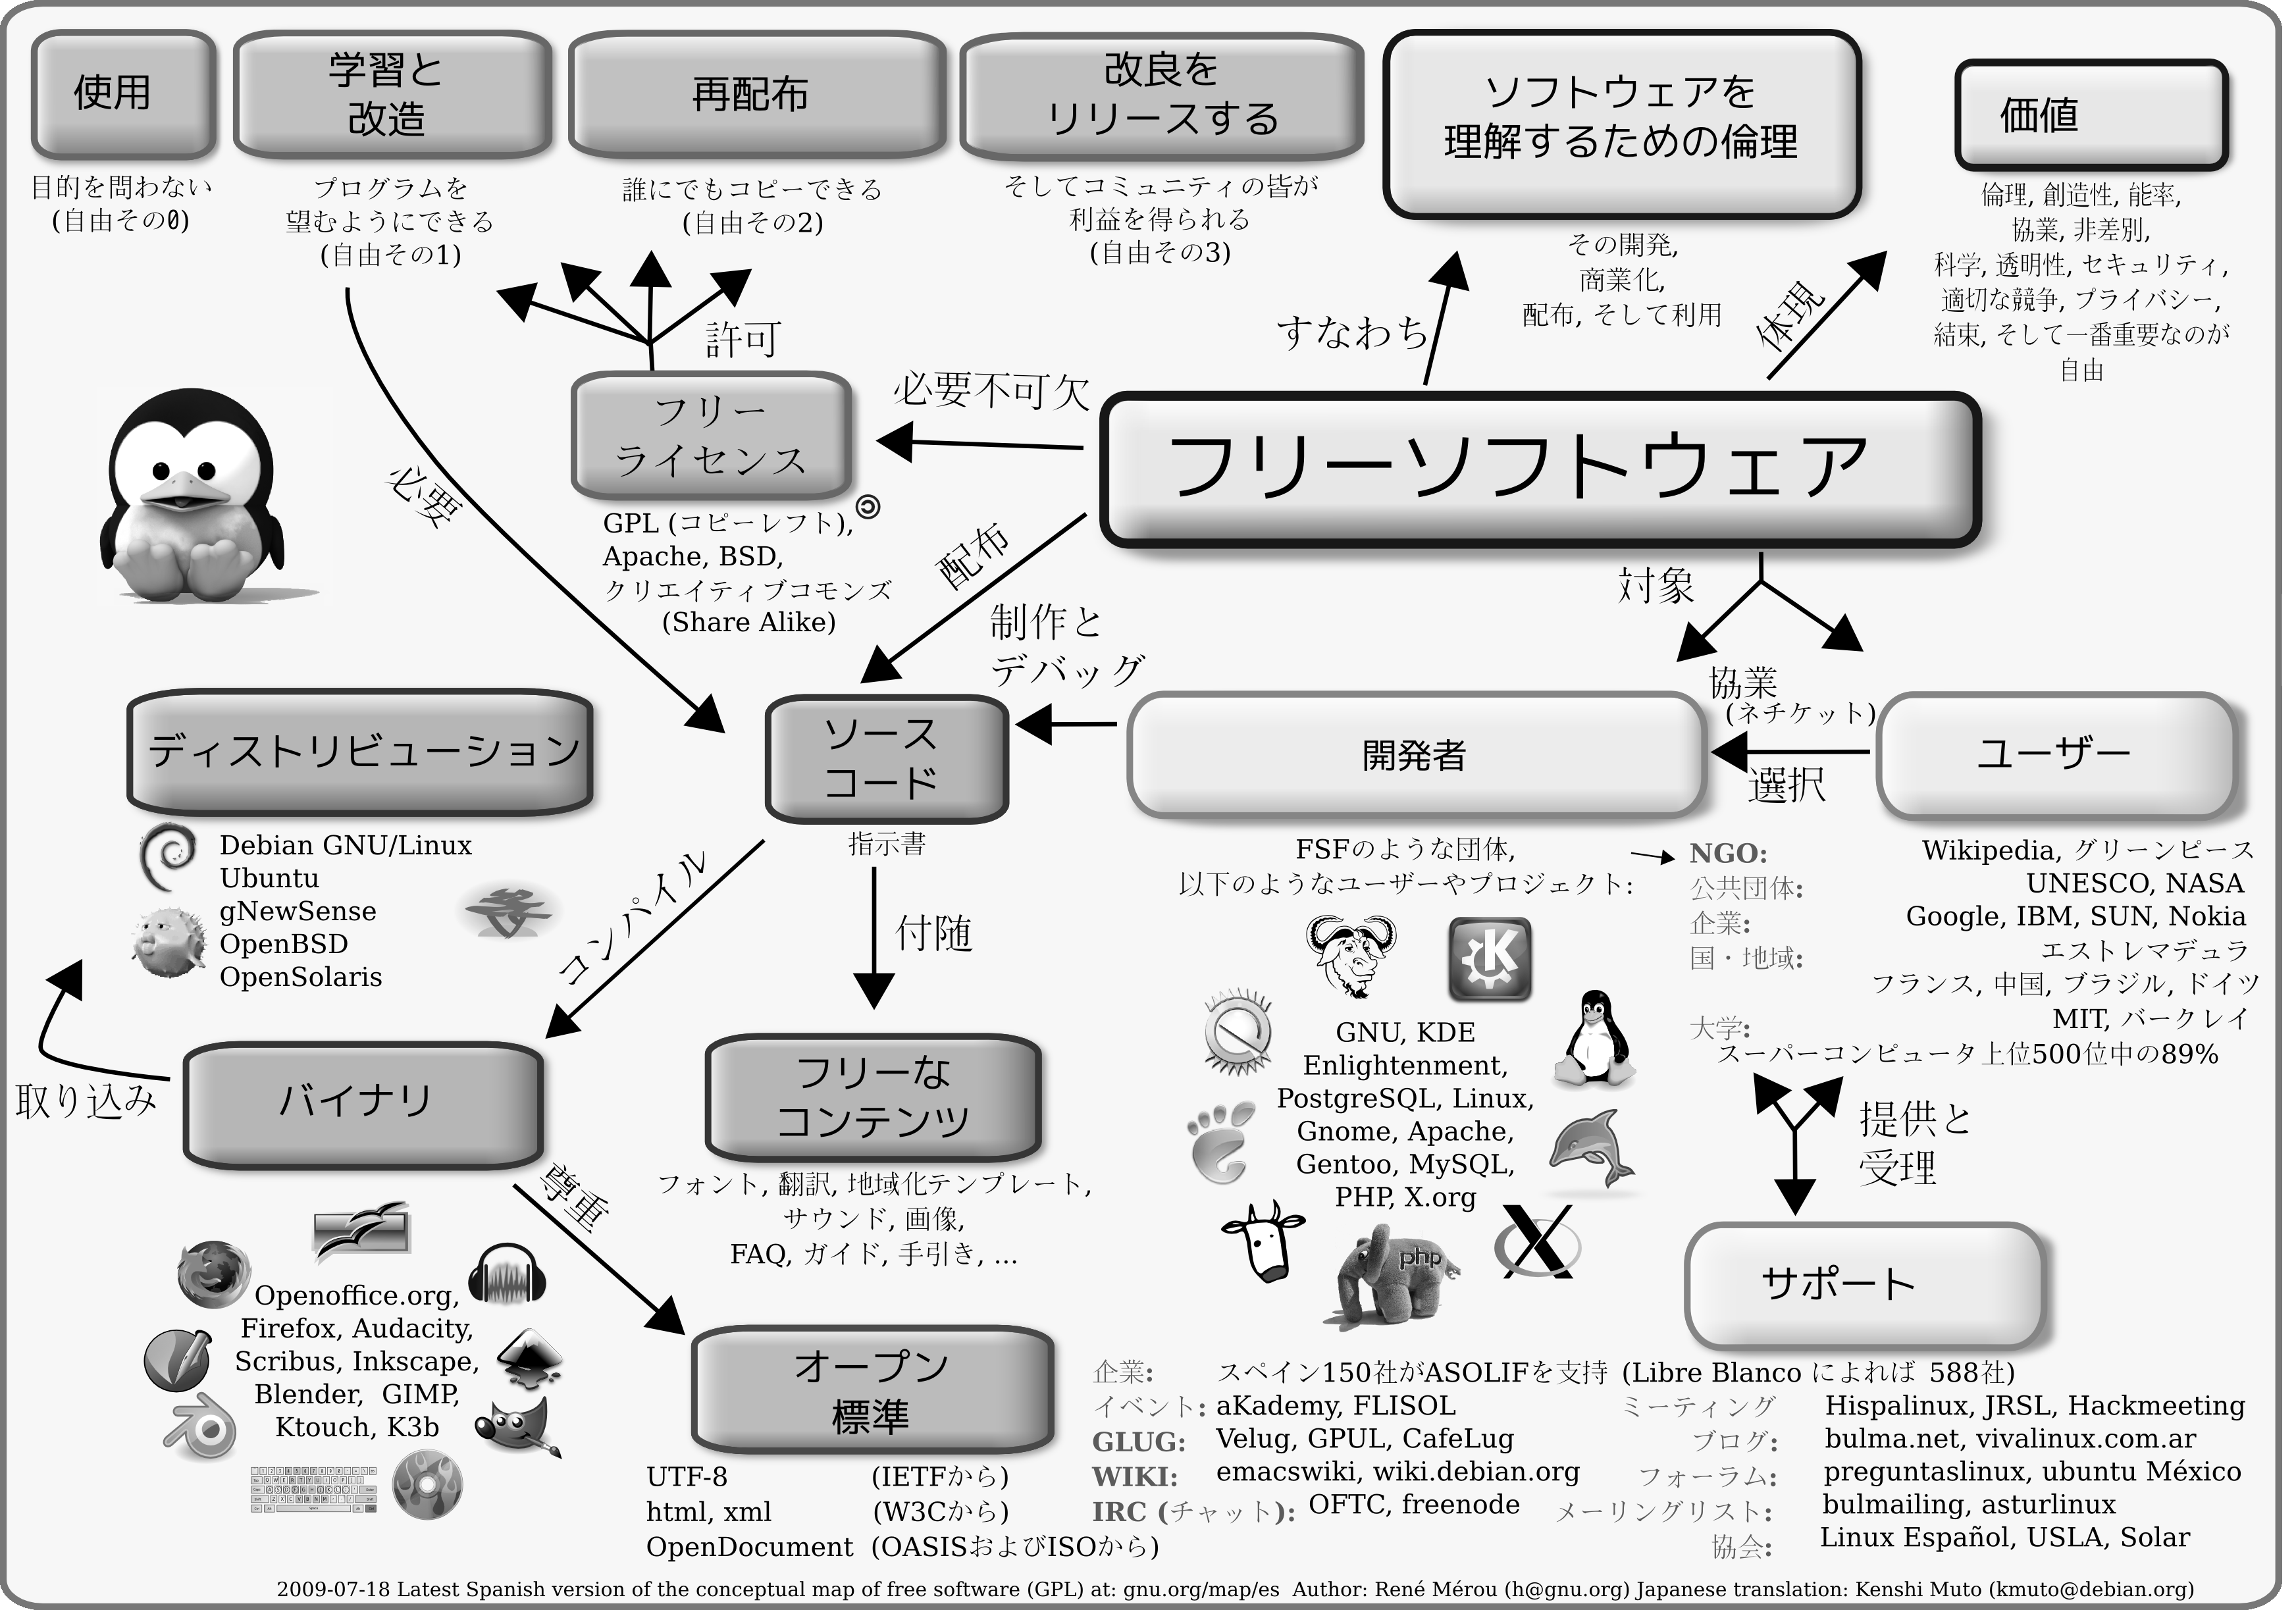 使用
目的を問わない
(自由その0)
学習と
改造
プログラムを
望むようにできる
(自由その1)
再配布
誰にでもコピーできる
(自由その2)
改良を
リリースする
そしてコミュニティの皆が
利益を得られる
(自由その3)
ソフトウェアを
理解するための倫理
その開発,
商業化,
配布, そして利用
価値
倫理, 創造性, 能率,
協業, 非差別,
科学, 透明性, セキュリティ,
適切な競争, プライバシー,
結束, そして一番重要なのが
自由
許可
すなわち
体現
必要不可欠
フリー
ライセンス
GPL (コピーレフト),
Apache, BSD,
クリエイティブコモンズ
(Share Alike)
フリーソフトウェア
必要
配布
対象
制作と
デバッグ
協業
(ネチケット)
選択
ディストリビューション
Debian GNU/Linux
Ubuntu
gNewSense
OpenBSD
OpenSolaris
ソース
コード
指示書
開発者
FSFのような団体,
以下のようなユーザーやプロジェクト:
GNU, KDE
Enlightenment,
PostgreSQL, Linux,
Gnome, Apache,
Gentoo, MySQL,
PHP, X.org
php
ユーザー
NGO: Wikipedia, グリーンピース
公共団体: UNESCO, NASA
企業: Google, IBM, SUN, Nokia
国・地域: エストレマデュラ
フランス, 中国, ブラジル, ドイツ
大学: MIT, バークレイ
スーパーコンピュータ上位500位中の89%
コンパイル
付随
取り込み
バイナリ
尊重
Openoffice.org,
Firefox, Audacity,
Scribus, Inkscape,
Blender, GIMP,
Ktouch, K3b
フリーな
コンテンツ
フォント, 翻訳, 地域化テンプレート,
サウンド, 画像,
FAQ, ガイド, 手引き, ...
オープン
標準
UTF-8 (IETFから)
html, xml (W3Cから)
OpenDocument (OASISおよびISOから)
提供と
受理
サポート
企業: スペイン150社がASOLIFを支持 (Libre Blanco によれば 588社)
イベント: aKademy, FLISOL
GLUG: Velug, GPUL, CafeLug
WIKI: emacswiki, wiki.debian.org
IRC (チャット): OFTC, freenode
ミーティング Hispalinux, JRSL, Hackmeeting
ブログ: bulma.net, vivalinux.com.ar
フォーラム: preguntaslinux, ubuntu México
メーリングリスト: bulmailing, asturlinux
協会: Linux Español, USLA, Solar
2009-07-18 Latest Spanish version of the conceptual map of free software (GPL) at: gnu.org/map/es Author: René Mérou (h@gnu.org) Japanese translation: Kenshi Muto (kmuto@debian.org)